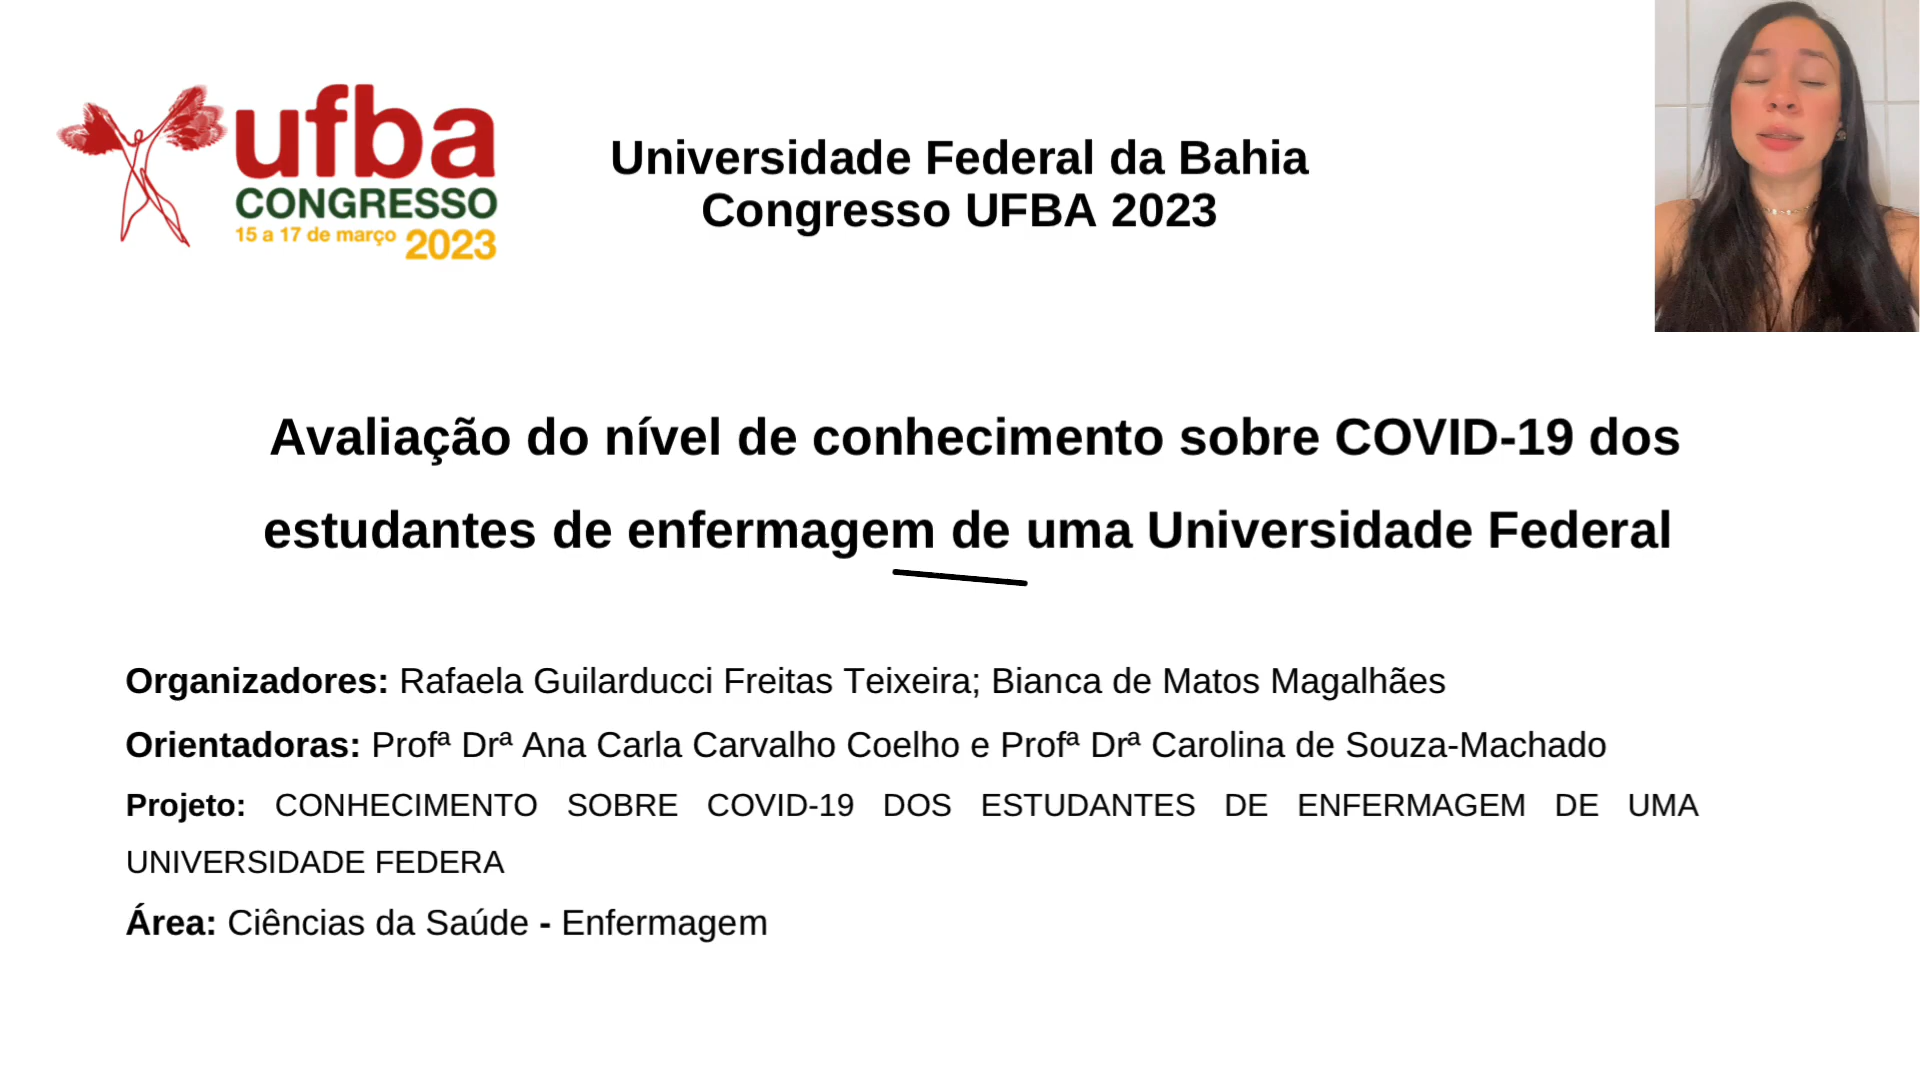 ufba
CONGRESSO
15 a 17 de março 2023
Universidade Federal da Bahia
Congresso UFBA 2023
Avaliação do nível de conhecimento sobre COVID-19 dos
estudantes de enfermagem de uma Universidade Federal
Organizadores: Rafaela Guilarducci Freitas Teixeira; Bianca de Matos Magalhães
Orientadoras: Profª Drª Ana Carla Carvalho Coelho e Profª Drª Carolina de Souza-Machado
Projeto: CONHECIMENTO SOBRE COVID-19 DOS ESTUDANTES DE ENFERMAGEM DE UMA
UNIVERSIDADE FEDERA
Área: Ciências da Saúde - Enfermagem